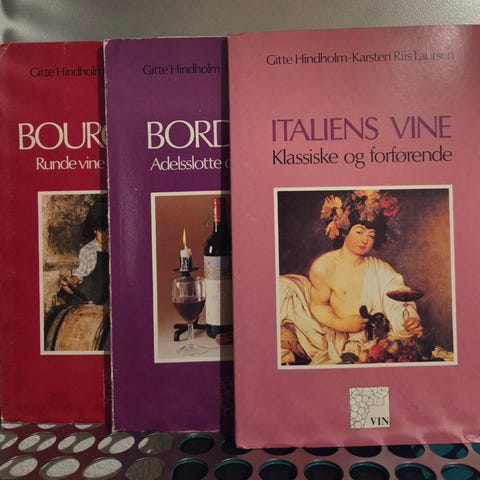 Gitte Hindholm
BOURG
Runde vine
Gitte Hindholm
BORD
Adelsslotte
Gitte Hindholm · Karsten Riis Laursen
ITALIENS VINE
Klassiske og forførende
VIN